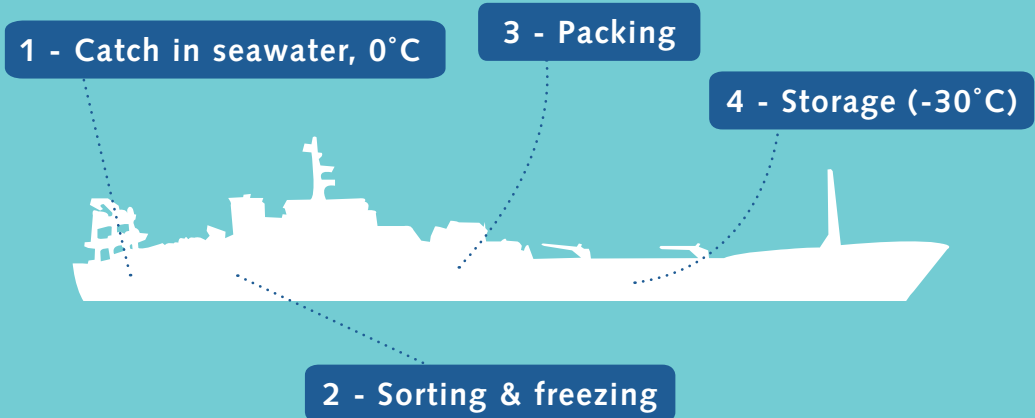 1 - Catch in seawater, 0°C
3 - Packing
4 - Storage (-30°C)
2 - Sorting & freezing